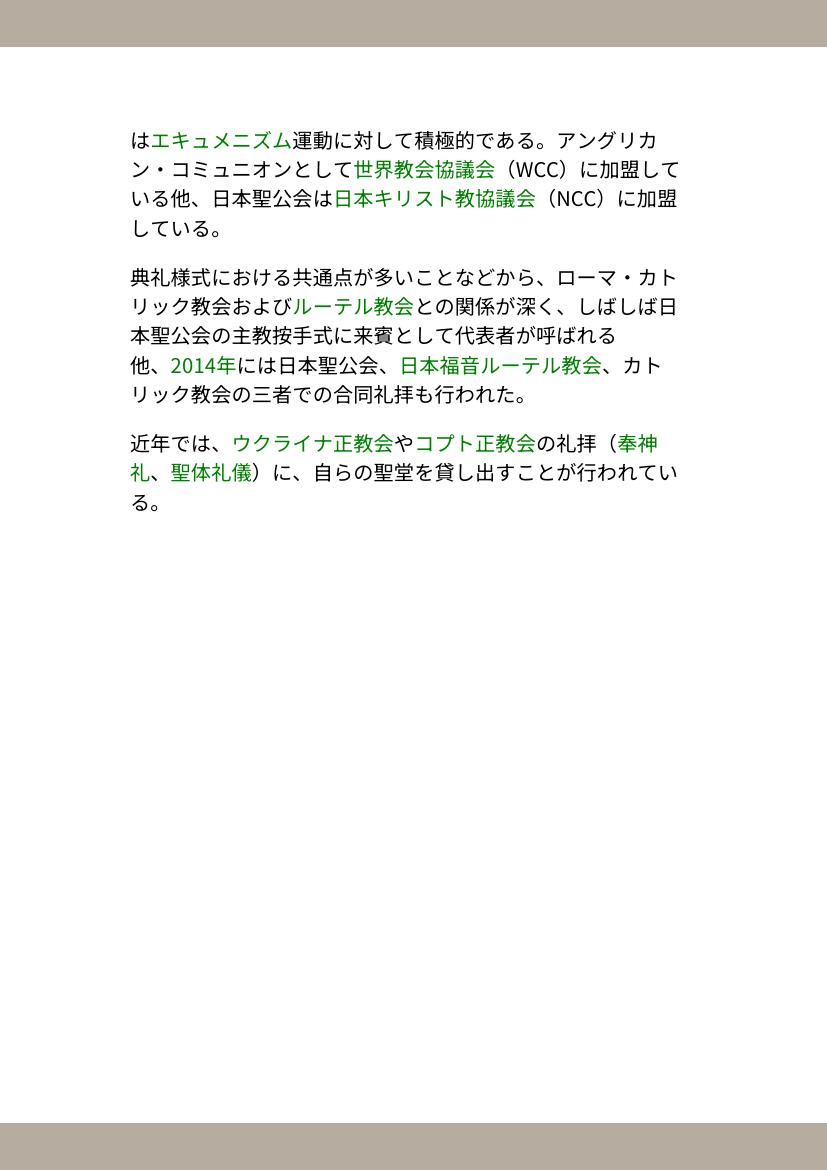 はエキュメニズム運動に対して積極的である。アングリカ
ン・コミュニオンとして世界教会協議会（WCC）に加盟して
いる他、日本聖公会は日本キリスト教協議会（NCC）に加盟
している。
典礼様式における共通点が多いことなどから、ローマ・カト
リック教会およびルーテル教会との関係が深く、しばしば日
本聖公会の主教按手式に来賓として代表者が呼ばれる
他、2014年には日本聖公会、日本福音ルーテル教会、カト
リック教会の三者での合同礼拝も行われた。
近年では、ウクライナ正教会やコプト正教会の礼拝（奉神
礼、聖体礼儀）に、自らの聖堂を貸し出すことが行われてい
る。